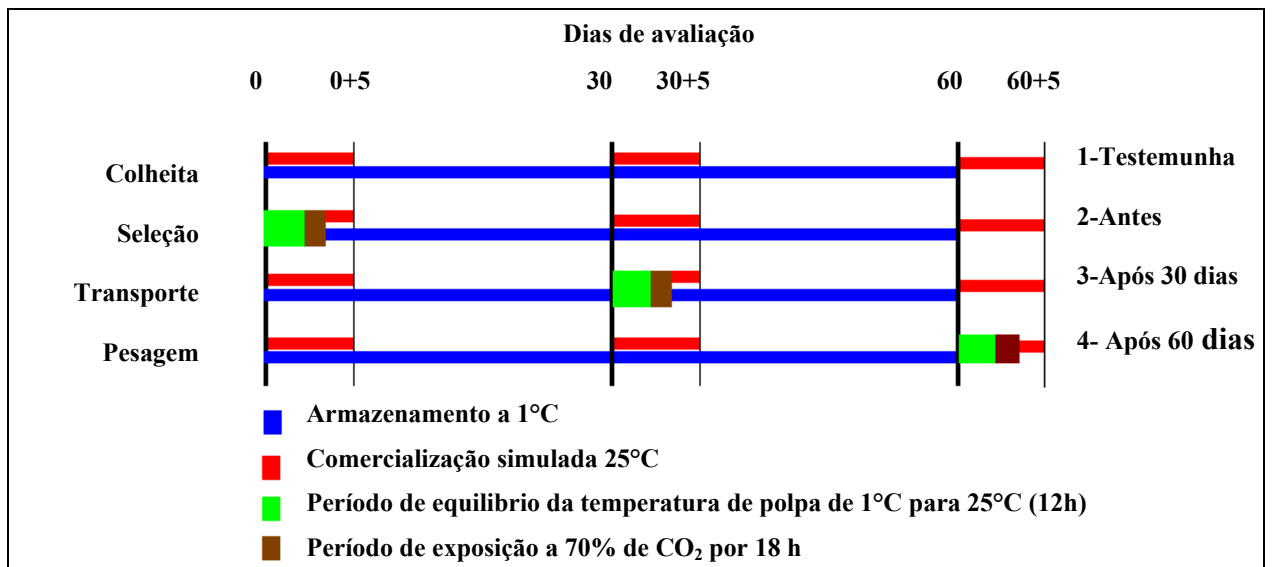 Dias de avaliação
0 0+5 30 30+5 60 60+5
Colheita 1-Testemunha
Seleção 2-Antes
Transporte 3-Após 30 dias
Pesagem 4- Após 60 dias
Armazenamento a 1°C
Comercialização simulada 25°C
Período de equilibrio da temperatura de polpa de 1°C para 25°C (12h)
Período de exposição a 70% de CO₂ por 18 h